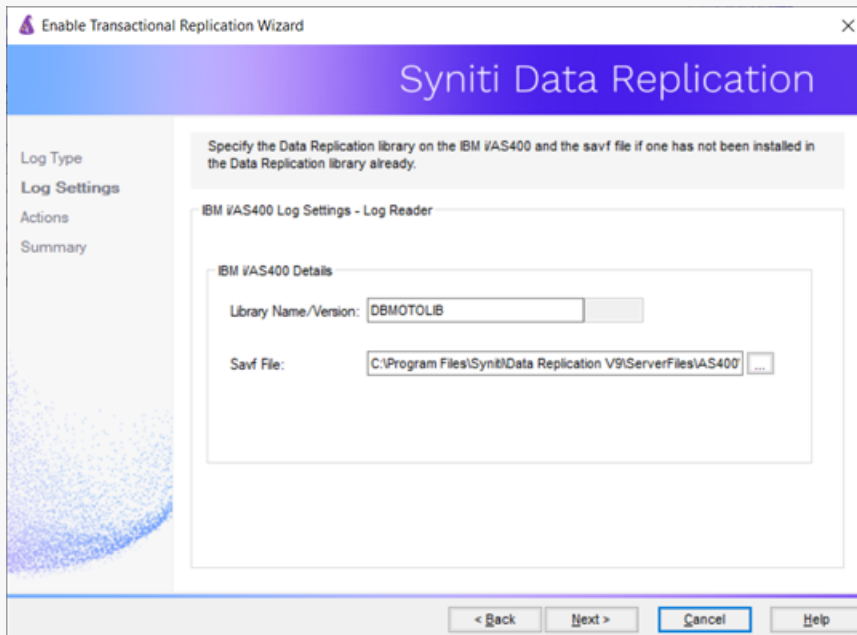 Enable Transactional Replication Wizard
Syniti Data Replication
Log Type
Log Settings
Actions
Summary
Specify the Data Replication library on the IBM i/AS400 and the savf file if one has not been installed in
the Data Replication library already.
IBM i/AS400 Log Settings - Log Reader
IBM i/AS400 Details
Library Name/Version: DBMOTOLIB
Savf File: C:\Program Files\Syniti\Data Replication V9\ServerFiles\AS400\ ...
< Back Next > Cancel Help